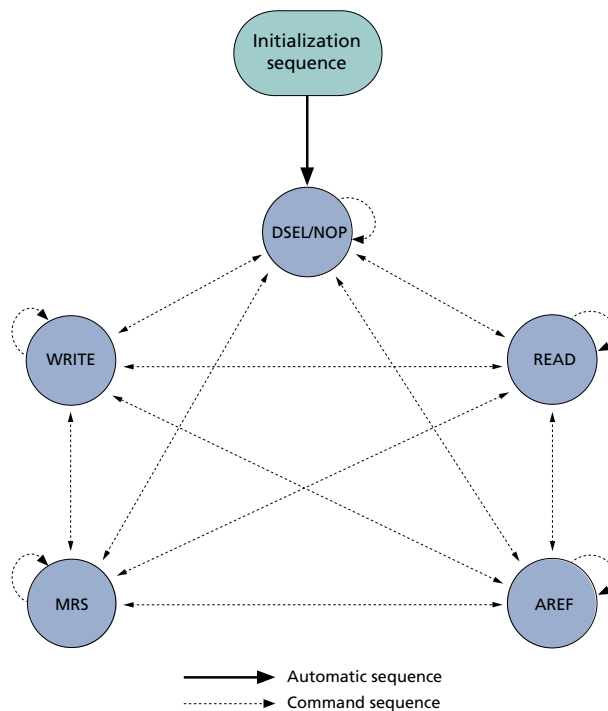 Initialization
sequence
DSEL/NOP
WRITE
READ
MRS
AREF
Automatic sequence
Command sequence